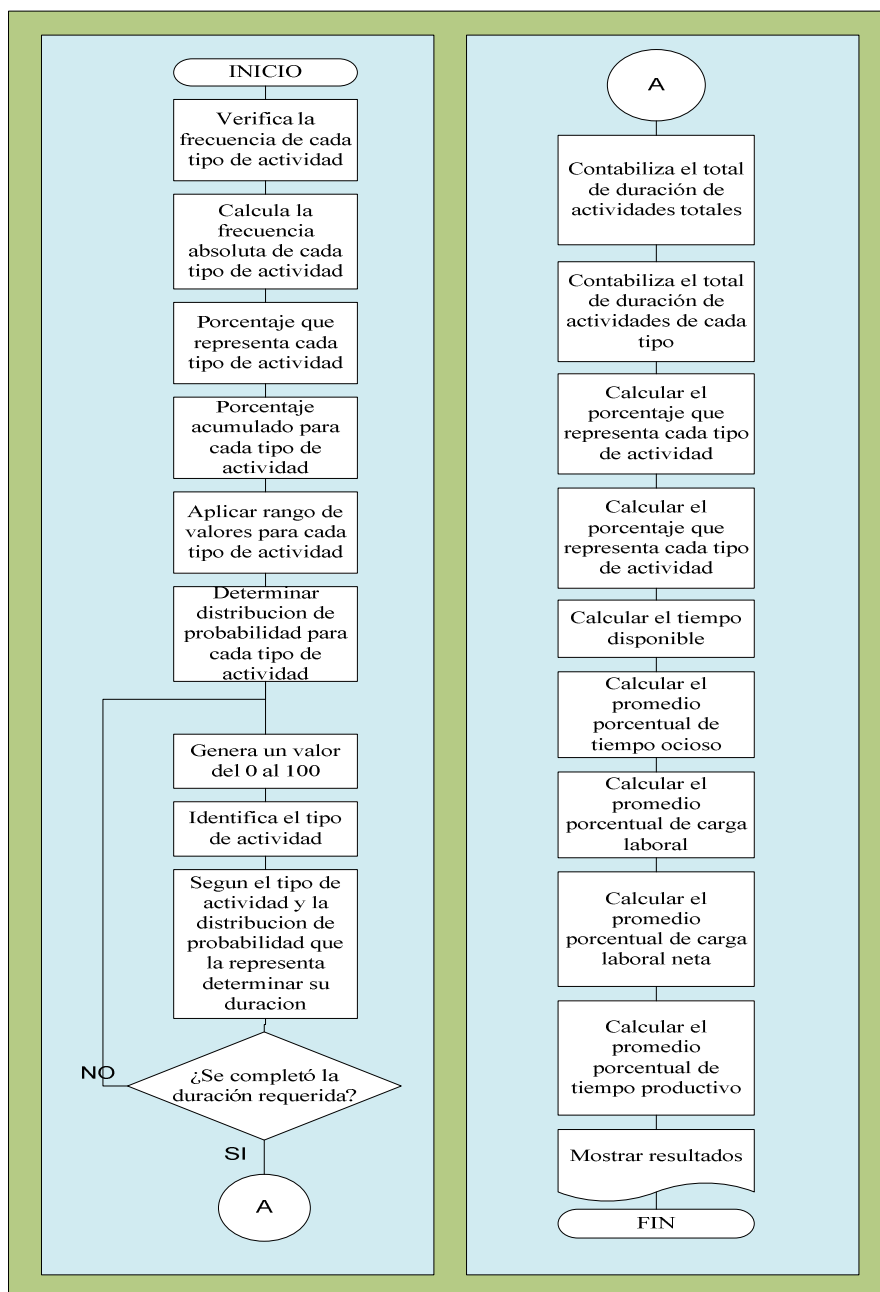 INICIO
Verifica la
frecuencia de cada
tipo de actividad
Calcula la
frecuencia
absoluta de cada
tipo de actividad
Porcentaje que
representa cada
tipo de actividad
Porcentaje
acumulado para
cada tipo de
actividad
Aplicar rango de
valores para cada
tipo de actividad
Determinar
distribucion de
probabilidad para
cada tipo de
actividad
Genera un valor
del 0 al 100
Identifica el tipo
de actividad
Segun el tipo de
actividad y la
distribucion de
probabilidad que
la representa
determinar su
duracion
¿Se completó la
duración requerida?
NO
SI
A
A
Contabiliza el total
de duración de
actividades totales
Contabiliza el total
de duración de
actividades de cada
tipo
Calcular el
porcentaje que
representa cada tipo
de actividad
Calcular el
porcentaje que
representa cada tipo
de actividad
Calcular el tiempo
disponible
Calcular el
promedio
porcentual de
tiempo ocioso
Calcular el
promedio
porcentual de carga
laboral
Calcular el
promedio
porcentual de carga
laboral neta
Calcular el
promedio
porcentual de
tiempo productivo
Mostrar resultados
FIN